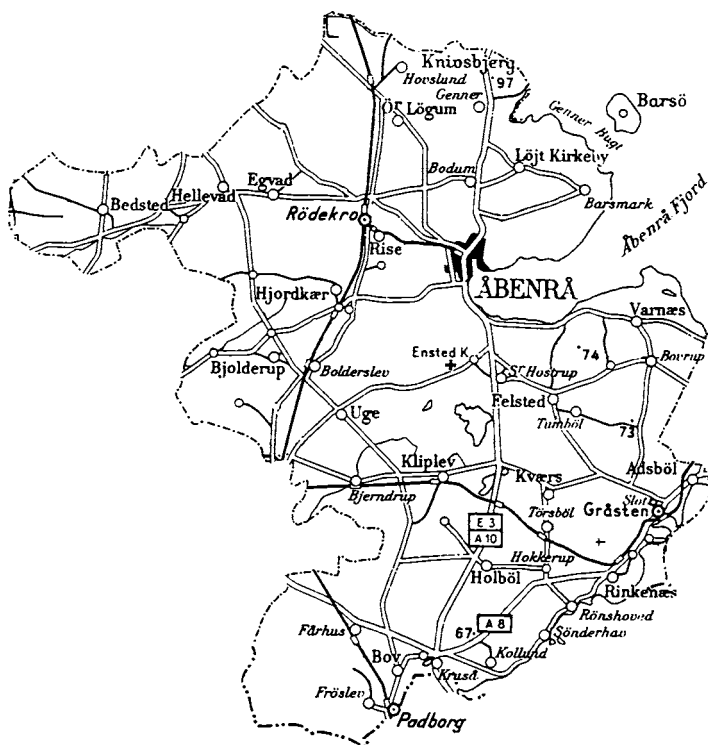 Knivsbjerg
Hovslund
97
Genner
Barsö
Genner Bugt
Øʳ Lögum
Bodum
Löjt Kirkeby
Bedsted
Hellevad
Egvad
Barsmark
Rödekro
Rise
Åbenrå Fjord
ÅBENRÅ
Hjordkær
Varnæs
Bjolderup
Bolderslev
Ensted K.
Sʳ Hostrup
74
Bovrup
Felsted
Uge
Tumböl
73
Kliplev
Bjerndrup
Kværs
Adsböl
Slot
Gråsten
Törsböl
E 3
A 10
Hokkerup
Holböl
Rinkenæs
Rönshoved
A 8
Fårhus
67
Sönderhav
Bov
Kruså
Kollund
Fröslev
Padborg